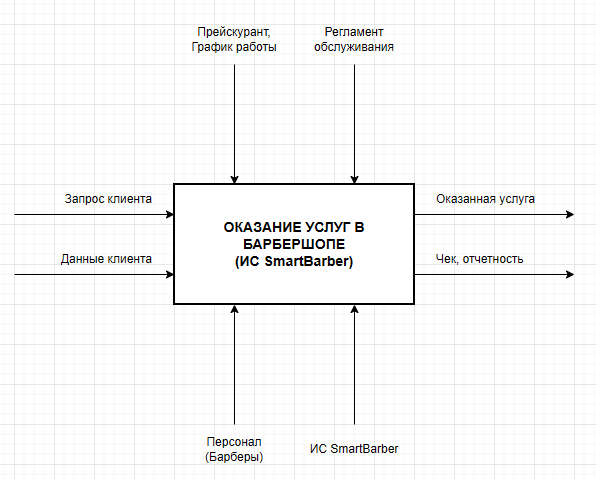 Прейскурант,
График работы
Регламент
обслуживания
Запрос клиента
Данные клиента
ОКАЗАНИЕ УСЛУГ В
БАРБЕРШОПЕ
(ИС SmartBarber)
Оказанная услуга
Чек, отчетность
Персонал
(Барберы)
ИС SmartBarber